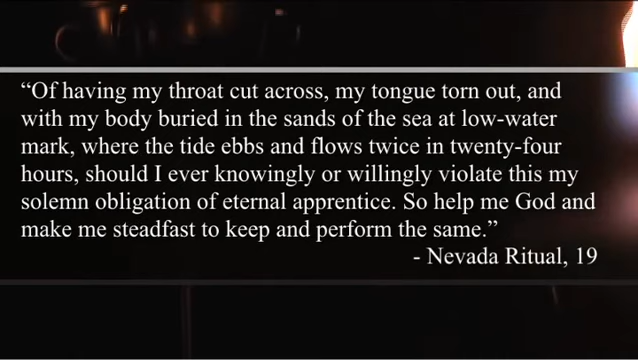 “Of having my throat cut across, my tongue torn out, and
with my body buried in the sands of the sea at low-water
mark, where the tide ebbs and flows twice in twenty-four
hours, should I ever knowingly or willingly violate this my
solemn obligation of eternal apprentice. So help me God and
make me steadfast to keep and perform the same.”
- Nevada Ritual, 19